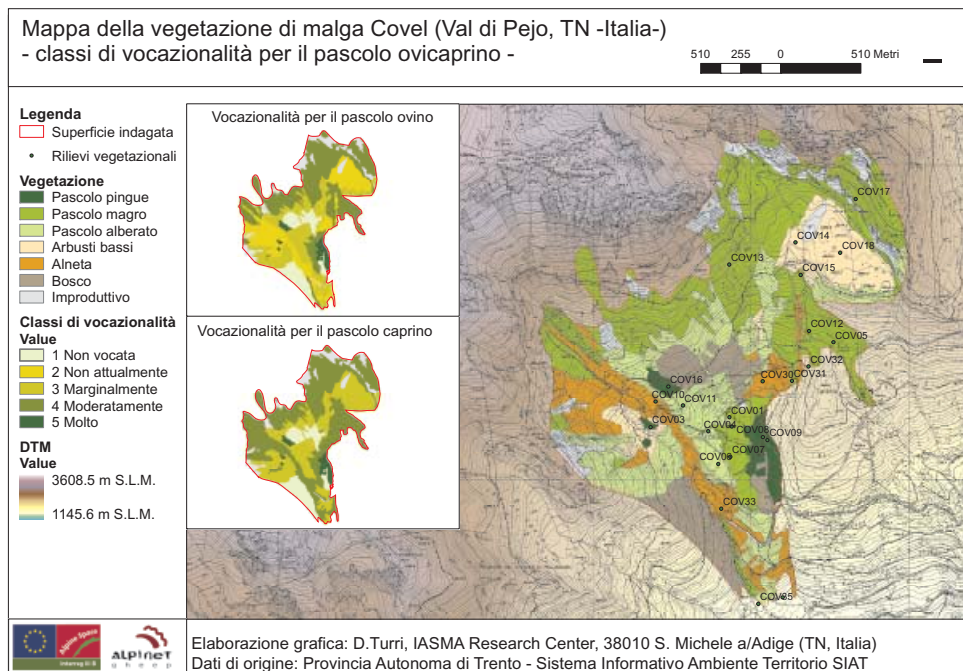 Mappa della vegetazione di malga Covel (Val di Pejo, TN -Italia-)
- classi di vocazionalità per il pascolo ovicaprino -
510 255 0 510 Metri
Legenda
Superficie indagata
Rilievi vegetazionali
Vegetazione
Pascolo pingue
Pascolo magro
Pascolo alberato
Arbusti bassi
Alneta
Bosco
Improduttivo
Classi di vocazionalità
Value
1 Non vocata
2 Non attualmente
3 Marginalmente
4 Moderatamente
5 Molto
DTM
Value
3608.5 m S.L.M.
1145.6 m S.L.M.
Vocazionalità per il pascolo ovino
Vocazionalità per il pascolo caprino
COV17
COV14
COV18
COV13
COV15
COV12
COV05
COV32
COV30
COV31
COV16
COV10
COV11
COV01
COV03
COV04
COV08
COV09
COV07
COV33
Alpine Space
Interreg III B
alpinet
gheep
Elaborazione grafica: D.Turri, IASMA Research Center, 38010 S. Michele a/Adige (TN, Italia)
Dati di origine: Provincia Autonoma di Trento - Sistema Informativo Ambiente Territorio SIAT